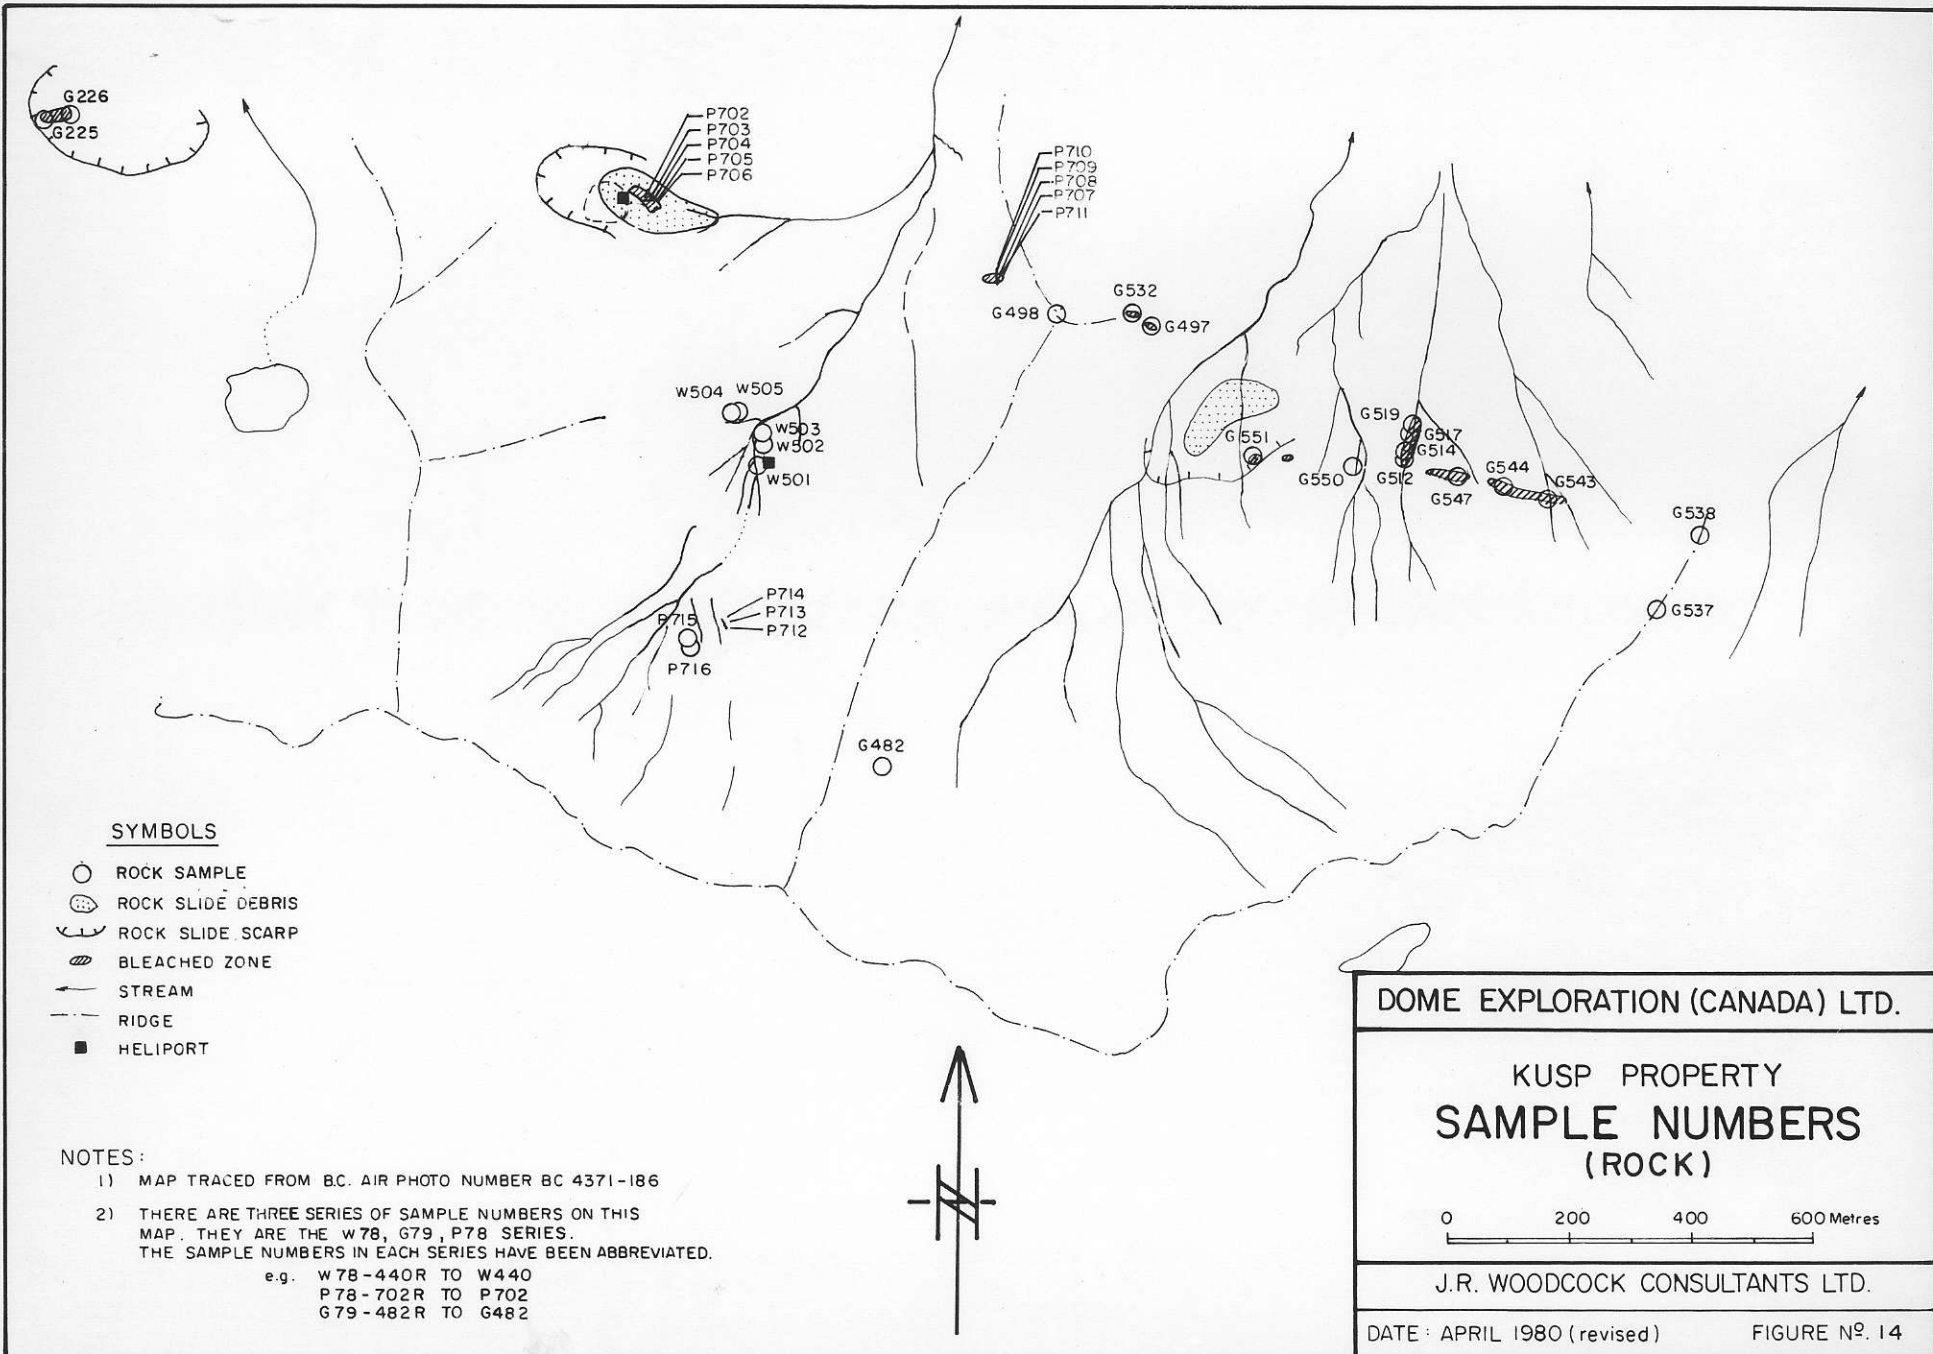 G226
G225
P702
P703
P704
P705
P706
P710
P709
P708
P707
P711
G498
G532
G497
W504 W505
W503
W502
W501
G551
G550
G519
G517
G514
G512
G547
G544
G543
G538
G537
P714
P713
P712
P715
P716
G482
SYMBOLS
ROCK SAMPLE
ROCK SLIDE DEBRIS
ROCK SLIDE SCARP
BLEACHED ZONE
STREAM
RIDGE
HELIPORT
NOTES:
1) MAP TRACED FROM B.C. AIR PHOTO NUMBER BC 4371-186
2) THERE ARE THREE SERIES OF SAMPLE NUMBERS ON THIS
MAP. THEY ARE THE W78, G79, P78 SERIES.
THE SAMPLE NUMBERS IN EACH SERIES HAVE BEEN ABBREVIATED.
e.g. W78-440R TO W440
P78-702R TO P702
G79-482R TO G482
N
DOME EXPLORATION (CANADA) LTD.
KUSP PROPERTY
SAMPLE NUMBERS
(ROCK)
0 200 400 600 Metres
J.R. WOODCOCK CONSULTANTS LTD.
DATE: APRIL 1980 (revised) FIGURE Nº. 14